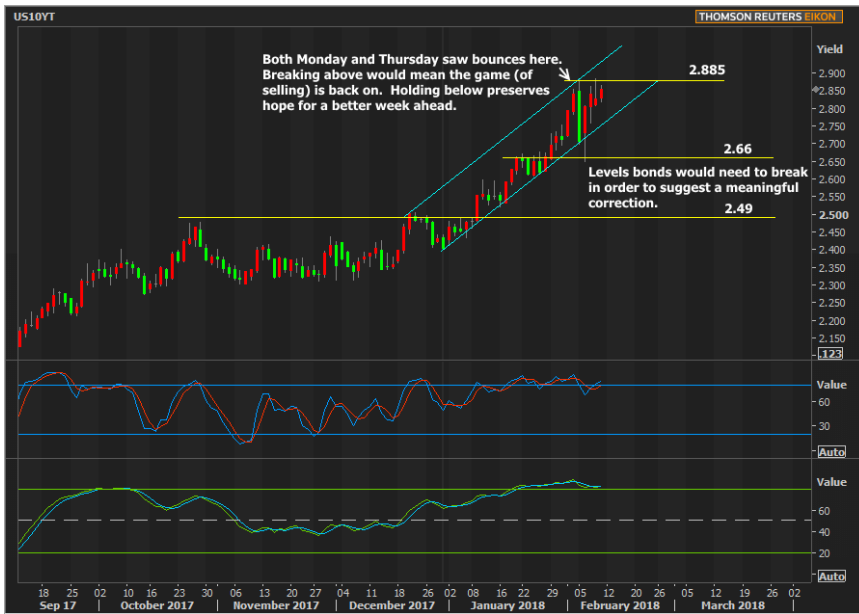 US10YT
THOMSON REUTERS EIKON
Yield
Both Monday and Thursday saw bounces here.
Breaking above would mean the game (of
selling) is back on. Holding below preserves
hope for a better week ahead.
2.885
2.900
2.850
2.800
2.750
2.700
2.66
2.650
Levels bonds would need to break
in order to suggest a meaningful
correction.
2.600
2.550
2.49
2.500
2.450
2.400
2.350
2.300
2.250
2.200
2.150
.123
Value
60
30
Auto
Value
60
40
20
Auto
18 25 02 09 16 23 30 06 13 20 27 04 11 18 26 02 08 16 22 29 05 12 20 26 05 12 19 26 02
Sep 17 October 2017 November 2017 December 2017 January 2018 February 2018 March 2018